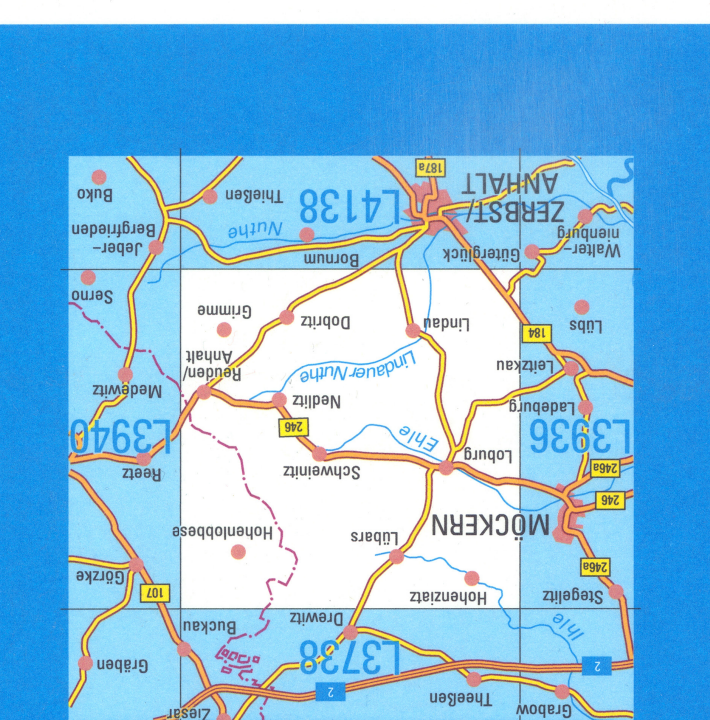 Ziesar
Grabow
Theeßen
2
2
L3738
Gräben
Buckau
Drewitz
Ihle
107
Görzke
Hohenziatz
Stegelitz
246a
Lübars
Hohenlobbese
MÖCKERN
246
246a
Reetz
Loburg
Schweinitz
L3936
L3940
Ehle
246
Ladeburg
Nedlitz
Medewitz
Leitzkau
Lindauer Nuthe
Reuden/
Anhalt
184
Lübs
Lindau
Dobritz
Grimme
Serno
Güterglück
Bornum
Walter-
nienburg
Jeber-
Bergfrieden
Nuthe
ZERBST/
ANHALT
L4138
Thießen
Buko
187a